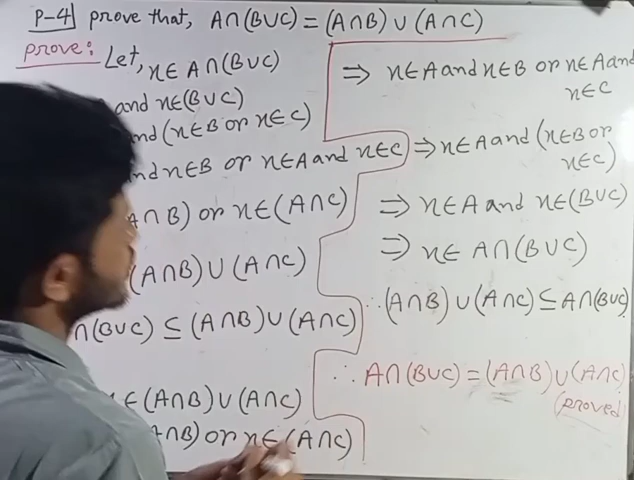 P-4 prove that, A∩(B∪C) = (A∩B) ∪ (A∩C)
prove:
Let, x∈ A∩(B∪C)
and x∈(B∪C)
and (x∈B or x∈C)
and x∈B or x∈A and x∈C
A∩B) or x∈(A∩C)
(A∩B)∪(A∩C)
∩(B∪C) ⊆ (A∩B)∪(A∩C)
∈(A∩B)∪(A∩C)
A∩B) or x∈(A∩C)
⇒ x∈A and x∈B or x∈A and
x∈C
⇒ x∈A and (x∈B or
x∈C)
⇒ x∈A and x∈(B∪C)
⇒ x∈ A∩(B∪C)
∴ (A∩B)∪(A∩C) ⊆ A∩(B∪C)
∴ A∩(B∪C) = (A∩B)∪(A∩C)
(proved)